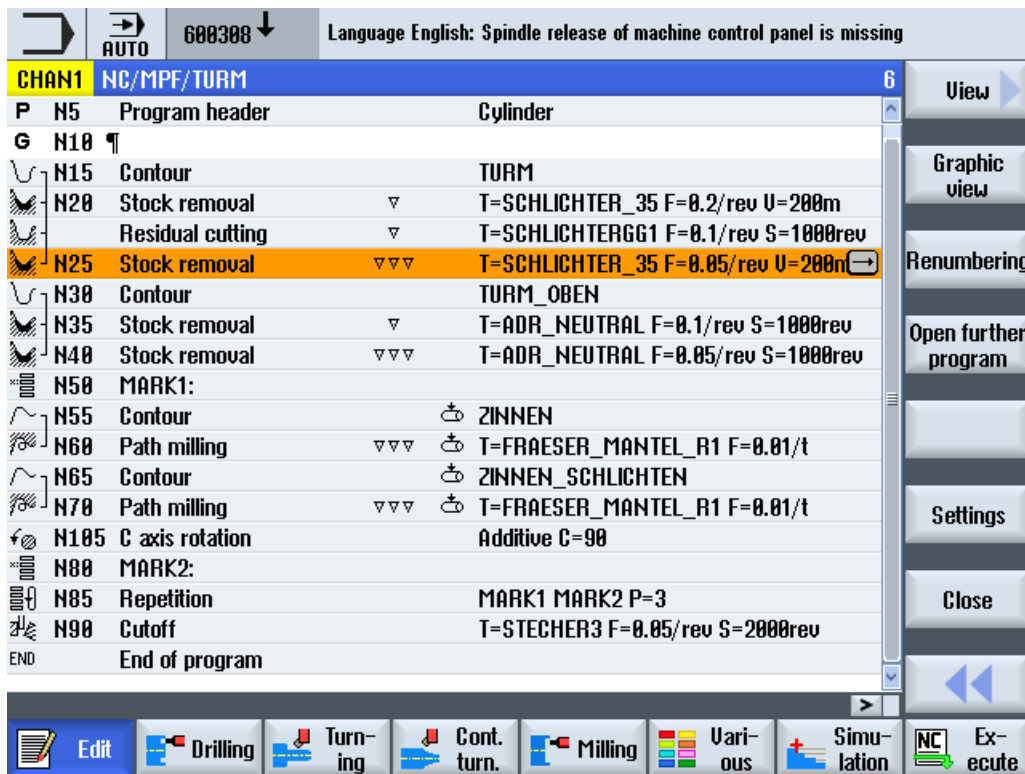 AUTO
600308
Language English: Spindle release of machine control panel is missing
CHAN1 NC/MPF/TURM 6
P N5 Program header Cylinder
G N10 ¶
N15 Contour TURM
N20 Stock removal ▽ T=SCHLICHTER_35 F=0.2/rev V=200m
Residual cutting ▽ T=SCHLICHTERGG1 F=0.1/rev S=1000rev
N25 Stock removal ▽▽▽ T=SCHLICHTER_35 F=0.05/rev V=200m
N30 Contour TURM_OBEN
N35 Stock removal ▽ T=ADR_NEUTRAL F=0.1/rev S=1000rev
N40 Stock removal ▽▽▽ T=ADR_NEUTRAL F=0.05/rev S=1000rev
N50 MARK1:
N55 Contour ZINNEN
N60 Path milling ▽▽▽ T=FRAESER_MANTEL_R1 F=0.01/t
N65 Contour ZINNEN_SCHLICHTEN
N70 Path milling ▽▽▽ T=FRAESER_MANTEL_R1 F=0.01/t
N105 C axis rotation Additive C=90
N80 MARK2:
N85 Repetition MARK1 MARK2 P=3
N90 Cutoff T=STECHER3 F=0.05/rev S=2000rev
END End of program
View
Graphic
view
Renumbering
Open further
program
Settings
Close
Edit
Drilling
Turn-
ing
Cont.
turn.
Milling
Vari-
ous
Simu-
lation
NC
Ex-
ecute